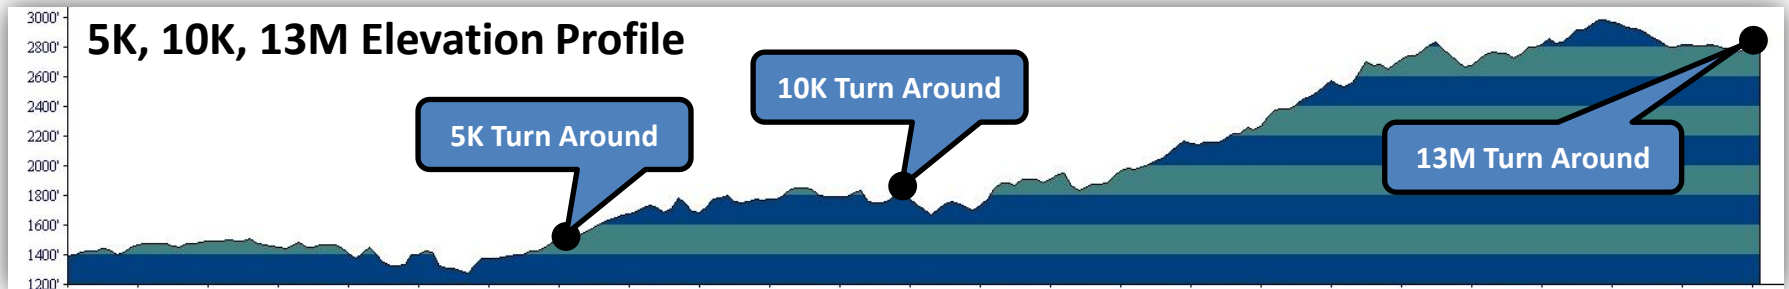 5K, 10K, 13M Elevation Profile
3000'
2800'
2600'
2400'
2200'
2000'
1800'
1600'
1400'
1200'
5K Turn Around
10K Turn Around
13M Turn Around